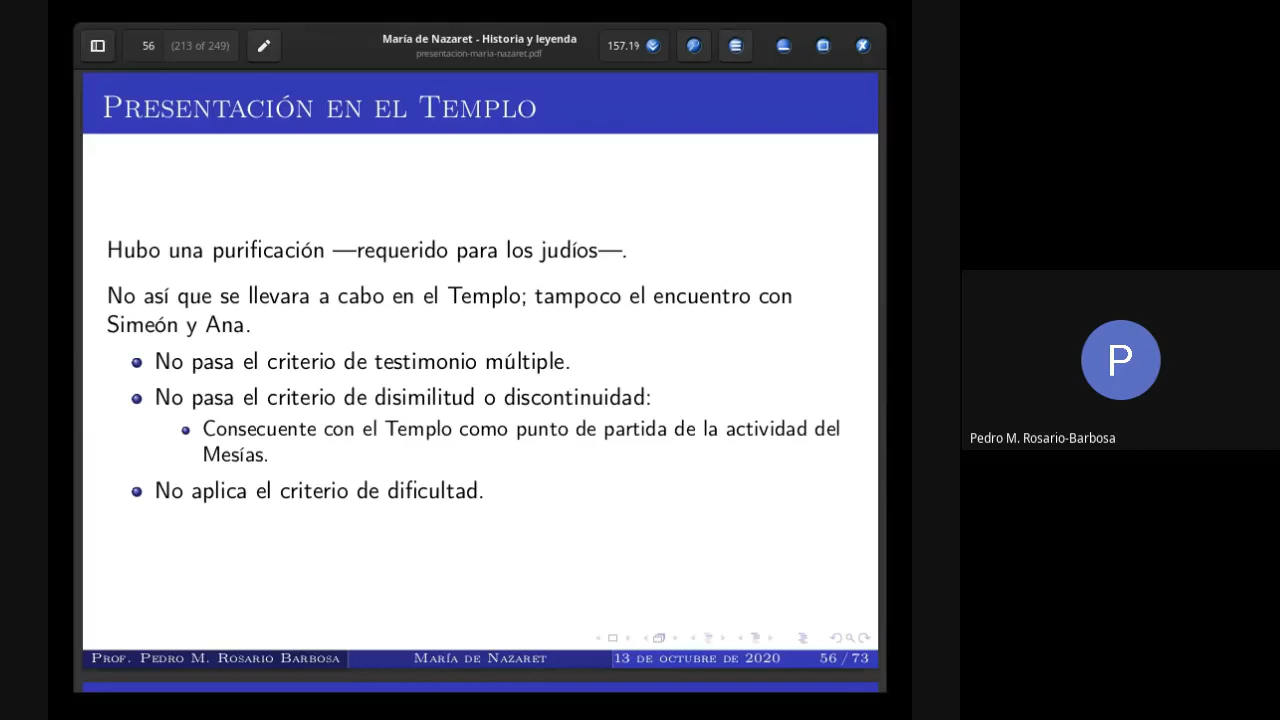 56 (213 of 249)
María de Nazaret - Historia y leyenda
presentacion-maria-nazaret.pdf
157.19
Presentación en el Templo
Hubo una purificación —requerido para los judíos—.
No así que se llevara a cabo en el Templo; tampoco el encuentro con
Simeón y Ana.
No pasa el criterio de testimonio múltiple.
No pasa el criterio de disimilitud o discontinuidad:
Consecuente con el Templo como punto de partida de la actividad del
Mesías.
No aplica el criterio de dificultad.
Prof. Pedro M. Rosario Barbosa María de Nazaret 13 de octubre de 2020 56 / 73
P
Pedro M. Rosario-Barbosa